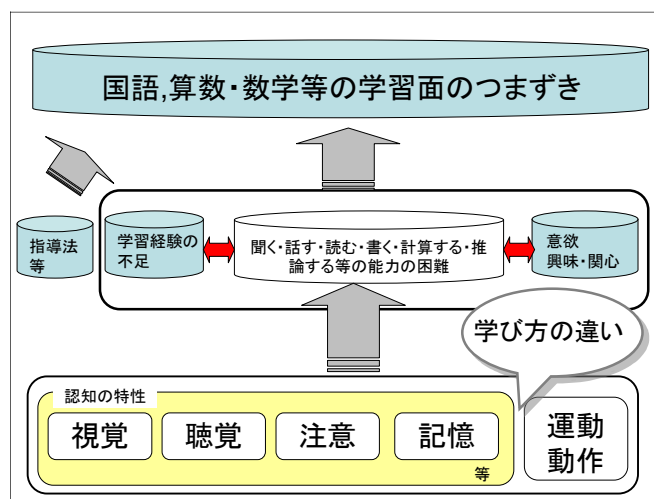 国語,算数・数学等の学習面のつまずき
指導法
等
学習経験の
不足
聞く・話す・読む・書く・計算する・推
論する等の能力の困難
意欲
興味・関心
学び方の違い
認知の特性
視覚
聴覚
注意
記憶
等
運動
動作